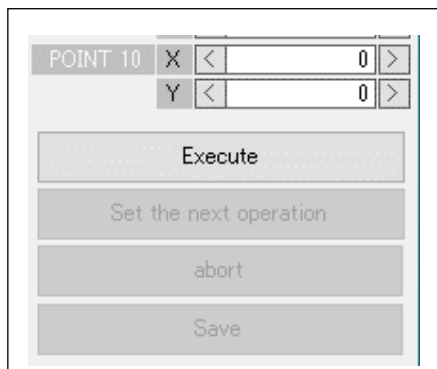 POINT 10 X < 0 >
Y < 0 >
Execute
Set the next operation
abort
Save